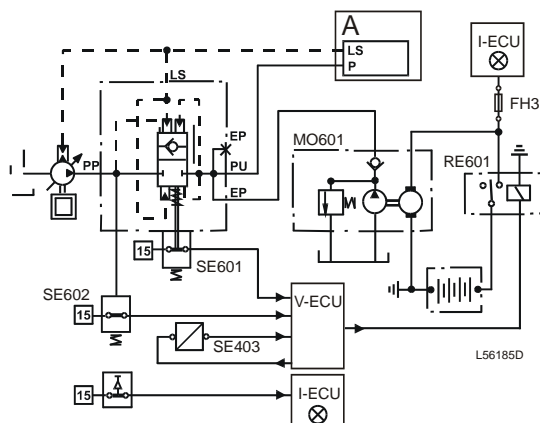 A
LS
P
I-ECU
FH3
LS
EP
PP
PU
EP
MO601
RE601
15
SE601
SE602
15
V-ECU
SE403
L56185D
15
I-ECU